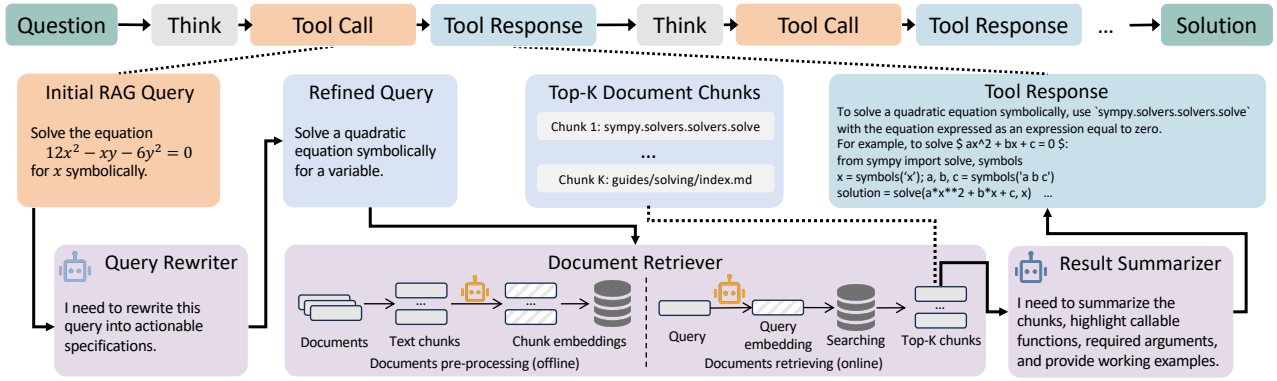 Question
Think
Tool Call
Tool Response
Think
Tool Call
Tool Response
...
Solution
Initial RAG Query
Solve the equation
12x² − xy − 6y² = 0
for x symbolically.
Refined Query
Solve a quadratic
equation symbolically
for a variable.
Top-K Document Chunks
Chunk 1: sympy.solvers.solvers.solve
...
Chunk K: guides/solving/index.md
Tool Response
To solve a quadratic equation symbolically, use `sympy.solvers.solvers.solve`
with the equation expressed as an expression equal to zero.
For example, to solve $ ax^2 + bx + c = 0 $:
from sympy import solve, symbols
x = symbols('x'); a, b, c = symbols('a b c')
solution = solve(a*x**2 + b*x + c, x) ...
Query Rewriter
I need to rewrite this
query into actionable
specifications.
Document Retriever
...
Documents
Text chunks
...
Chunk embeddings
Documents pre-processing (offline)
Query
Query
embedding
Searching
...
Top-K chunks
Documents retrieving (online)
Result Summarizer
I need to summarize the
chunks, highlight callable
functions, required arguments,
and provide working examples.